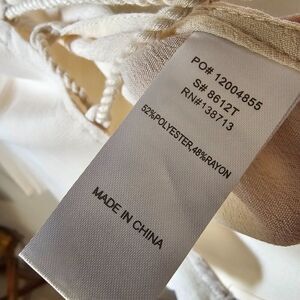 PO# 12004855
S# 8612T
RN#138713
52%POLYESTER,48%RAYON
MADE IN CHINA